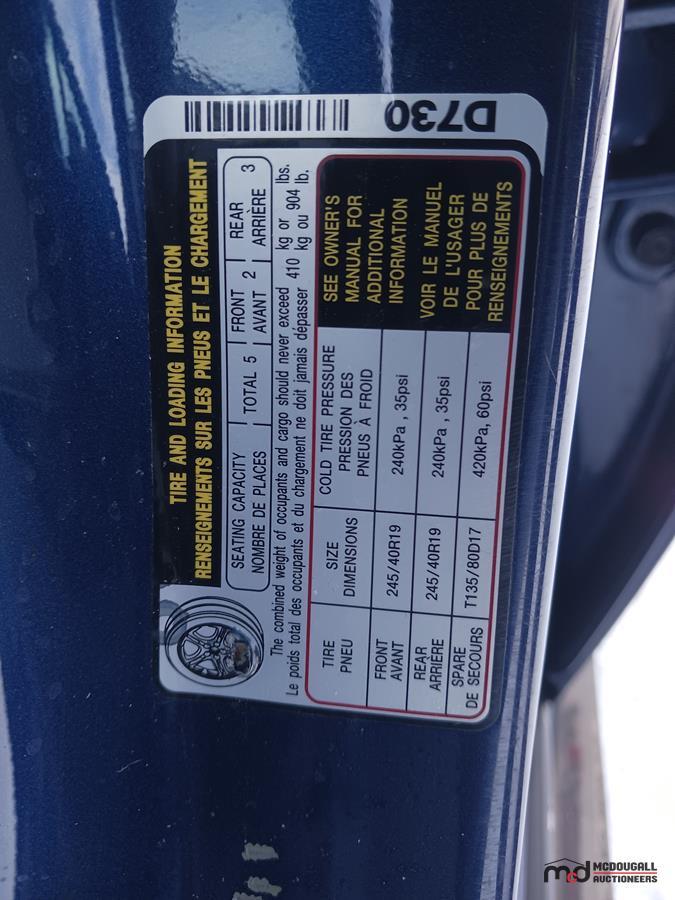 D730
TIRE AND LOADING INFORMATION
RENSEIGNEMENTS SUR LES PNEUS ET LE CHARGEMENT
SEATING CAPACITY TOTAL 5 FRONT 2 REAR 3
NOMBRE DE PLACES AVANT ARRIÈRE
The combined weight of occupants and cargo should never exceed 410 kg or lbs.
Le poids total des occupants et du chargement ne doit jamais dépasser kg ou 904 lb.
TIRE SIZE COLD TIRE PRESSURE
PNEU DIMENSIONS PRESSION DES
PNEUS À FROID
FRONT 245/40R19 240kPa , 35psi
AVANT
REAR 245/40R19 240kPa , 35psi
ARRIÈRE
SPARE T135/80D17 420kPa, 60psi
DE SECOURS
SEE OWNER'S
MANUAL FOR
ADDITIONAL
INFORMATION
VOIR LE MANUEL
DE L'USAGER
POUR PLUS DE
RENSEIGNEMENTS
mcd MCDOUGALL
AUCTIONEERS